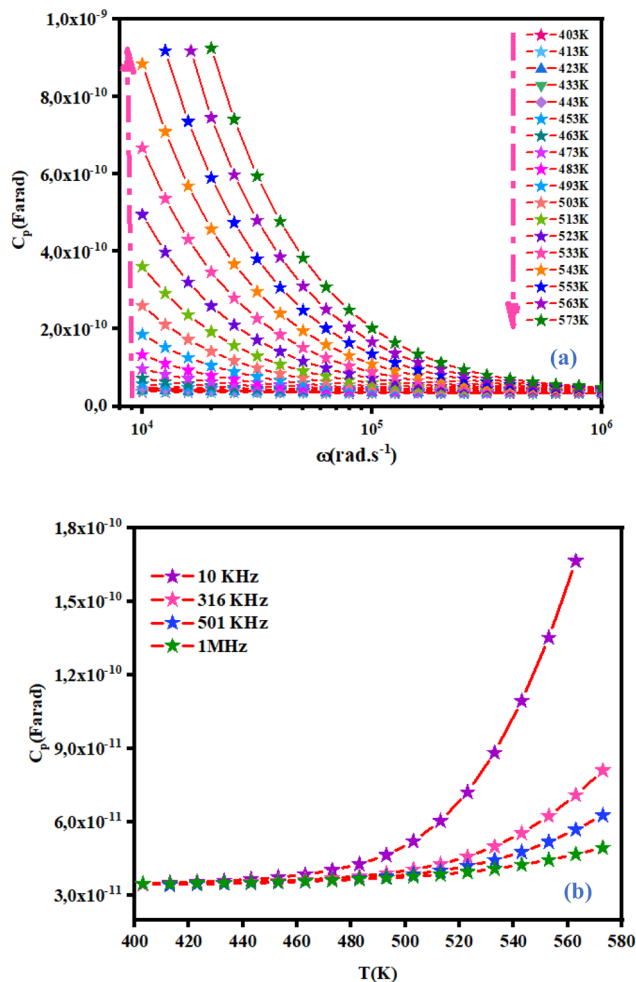 1,0x10⁻⁹
8,0x10⁻¹⁰
6,0x10⁻¹⁰
4,0x10⁻¹⁰
2,0x10⁻¹⁰
0,0
Cₚ(Farad)
403K
413K
423K
433K
443K
453K
463K
473K
483K
493K
503K
513K
523K
533K
543K
553K
563K
573K
(a)
10⁴
10⁵
10⁶
ω(rad.s⁻¹)
1,8x10⁻¹⁰
1,5x10⁻¹⁰
1,2x10⁻¹⁰
9,0x10⁻¹¹
6,0x10⁻¹¹
3,0x10⁻¹¹
Cₚ(Farad)
10 KHz
316 KHz
501 KHz
1MHz
(b)
400 420 440 460 480 500 520 540 560 580
T(K)